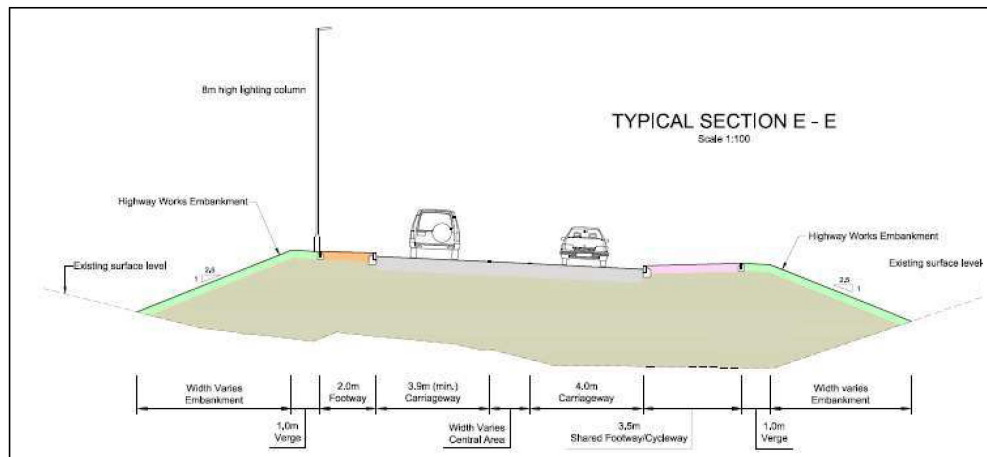 8m high lighting column
TYPICAL SECTION E - E
Scale 1:100
Highway Works Embankment
Highway Works Embankment
Existing surface level
Existing surface level
2,5
1
2,5
1
Width Varies
Embankment
2.0m
Footway
3.9m (min.)
Carriageway
4.0m
Carriageway
Width varies
Embankment
1,0m
Verge
Width Varies
Central Area
3,5m
Shared Footway/Cycleway
1.0m
Verge